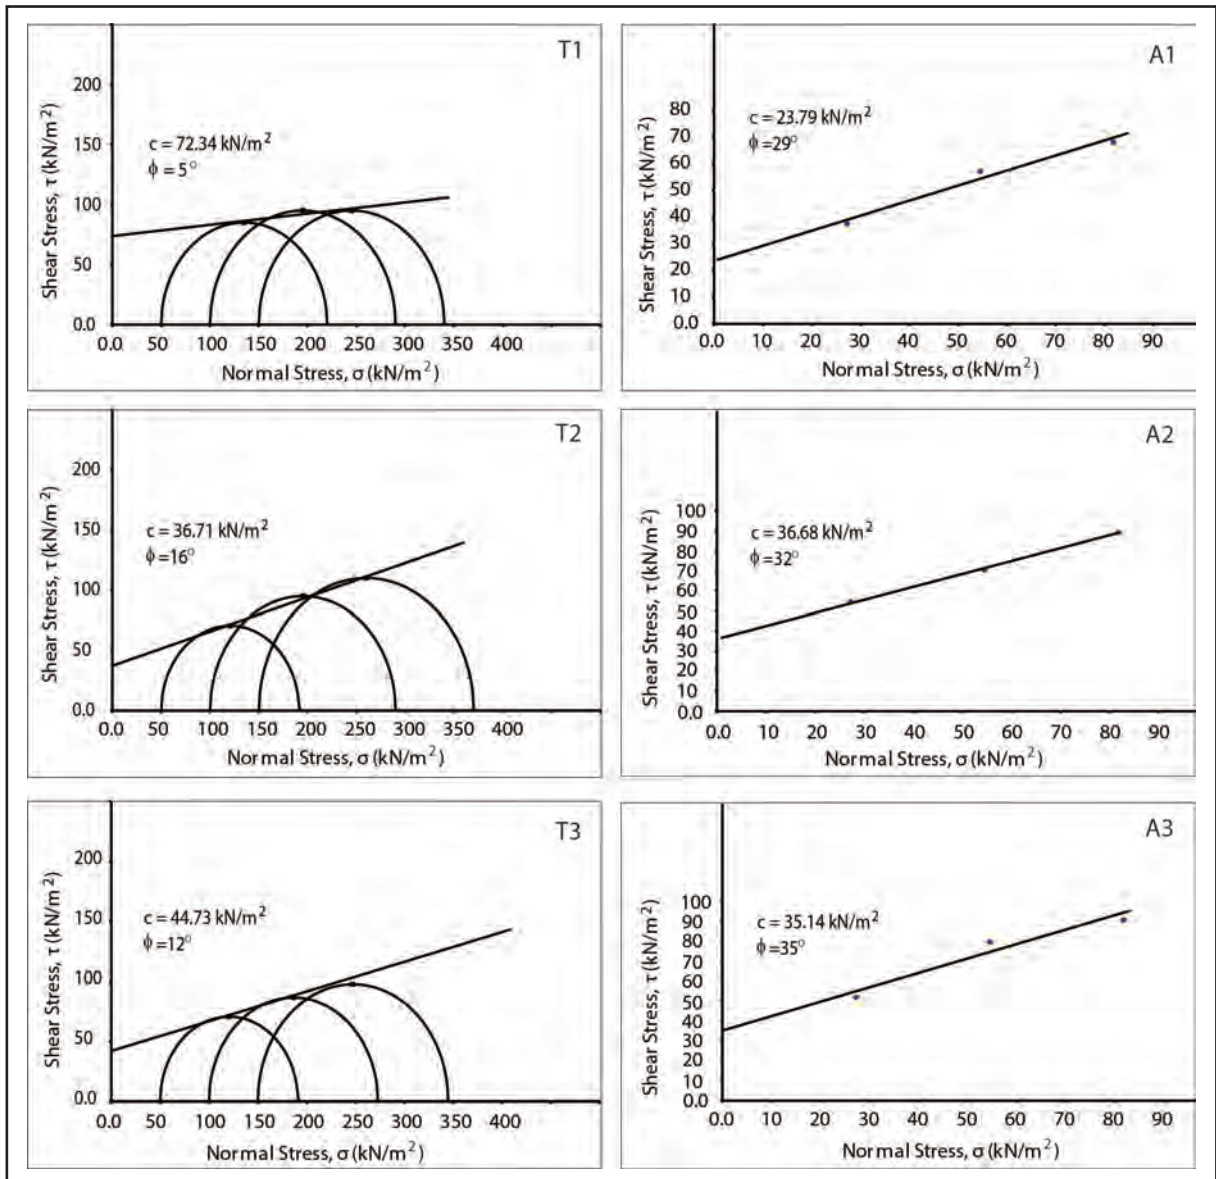 T1
200
150
100
50
0.0
Shear Stress, τ (kN/m²)
c = 72.34 kN/m²
ϕ = 5°
0.0 50 100 150 200 250 300 350 400
Normal Stress, σ (kN/m²)
A1
80
70
60
50
40
30
20
10
0.0
Shear Stress, τ (kN/m²)
c = 23.79 kN/m²
ϕ =29°
0.0 10 20 30 40 50 60 70 80 90
Normal Stress, σ (kN/m²)
T2
200
150
100
50
0.0
Shear Stress, τ (kN/m²)
c = 36.71 kN/m²
ϕ =16°
0.0 50 100 150 200 250 300 350 400
Normal Stress, σ (kN/m²)
A2
100
90
80
70
60
50
40
30
20
10
0.0
Shear Stress, τ (kN/m²)
c = 36.68 kN/m²
ϕ =32°
0.0 10 20 30 40 50 60 70 80 90
Normal Stress, σ (kN/m²)
T3
200
150
100
50
0.0
Shear Stress, τ (kN/m²)
c = 44.73 kN/m²
ϕ =12°
0.0 50 100 150 200 250 300 350 400
Normal Stress, σ (kN/m²)
A3
100
90
80
70
60
50
40
30
20
10
0.0
Shear Stress, τ (kN/m²)
c = 35.14 kN/m²
ϕ =35°
0.0 10 20 30 40 50 60 70 80 90
Normal Stress, σ (kN/m²)